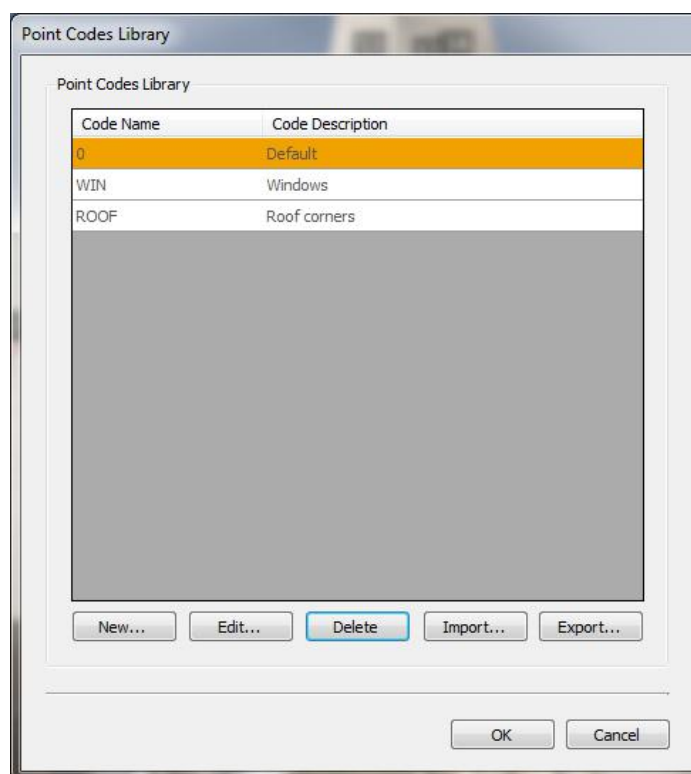 Point Codes Library
Point Codes Library
Code Name Code Description
0 Default
WIN Windows
ROOF Roof corners
New... Edit... Delete Import... Export...
OK Cancel